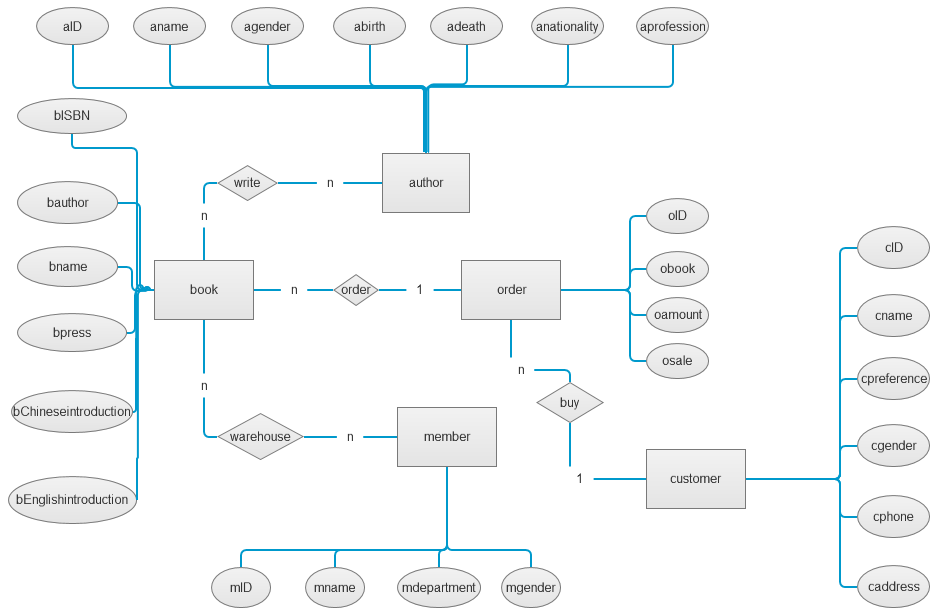 aID
aname
agender
abirth
adeath
anationality
aprofession
bISBN
write
n
author
n
bauthor
oID
cID
bname
obook
book
n
order
1
order
oamount
cname
bpress
osale
n
n
cpreference
buy
bChineseintroduction
warehouse
n
member
cgender
1
customer
bEnglishintroduction
cphone
mID
mname
mdepartment
mgender
caddress